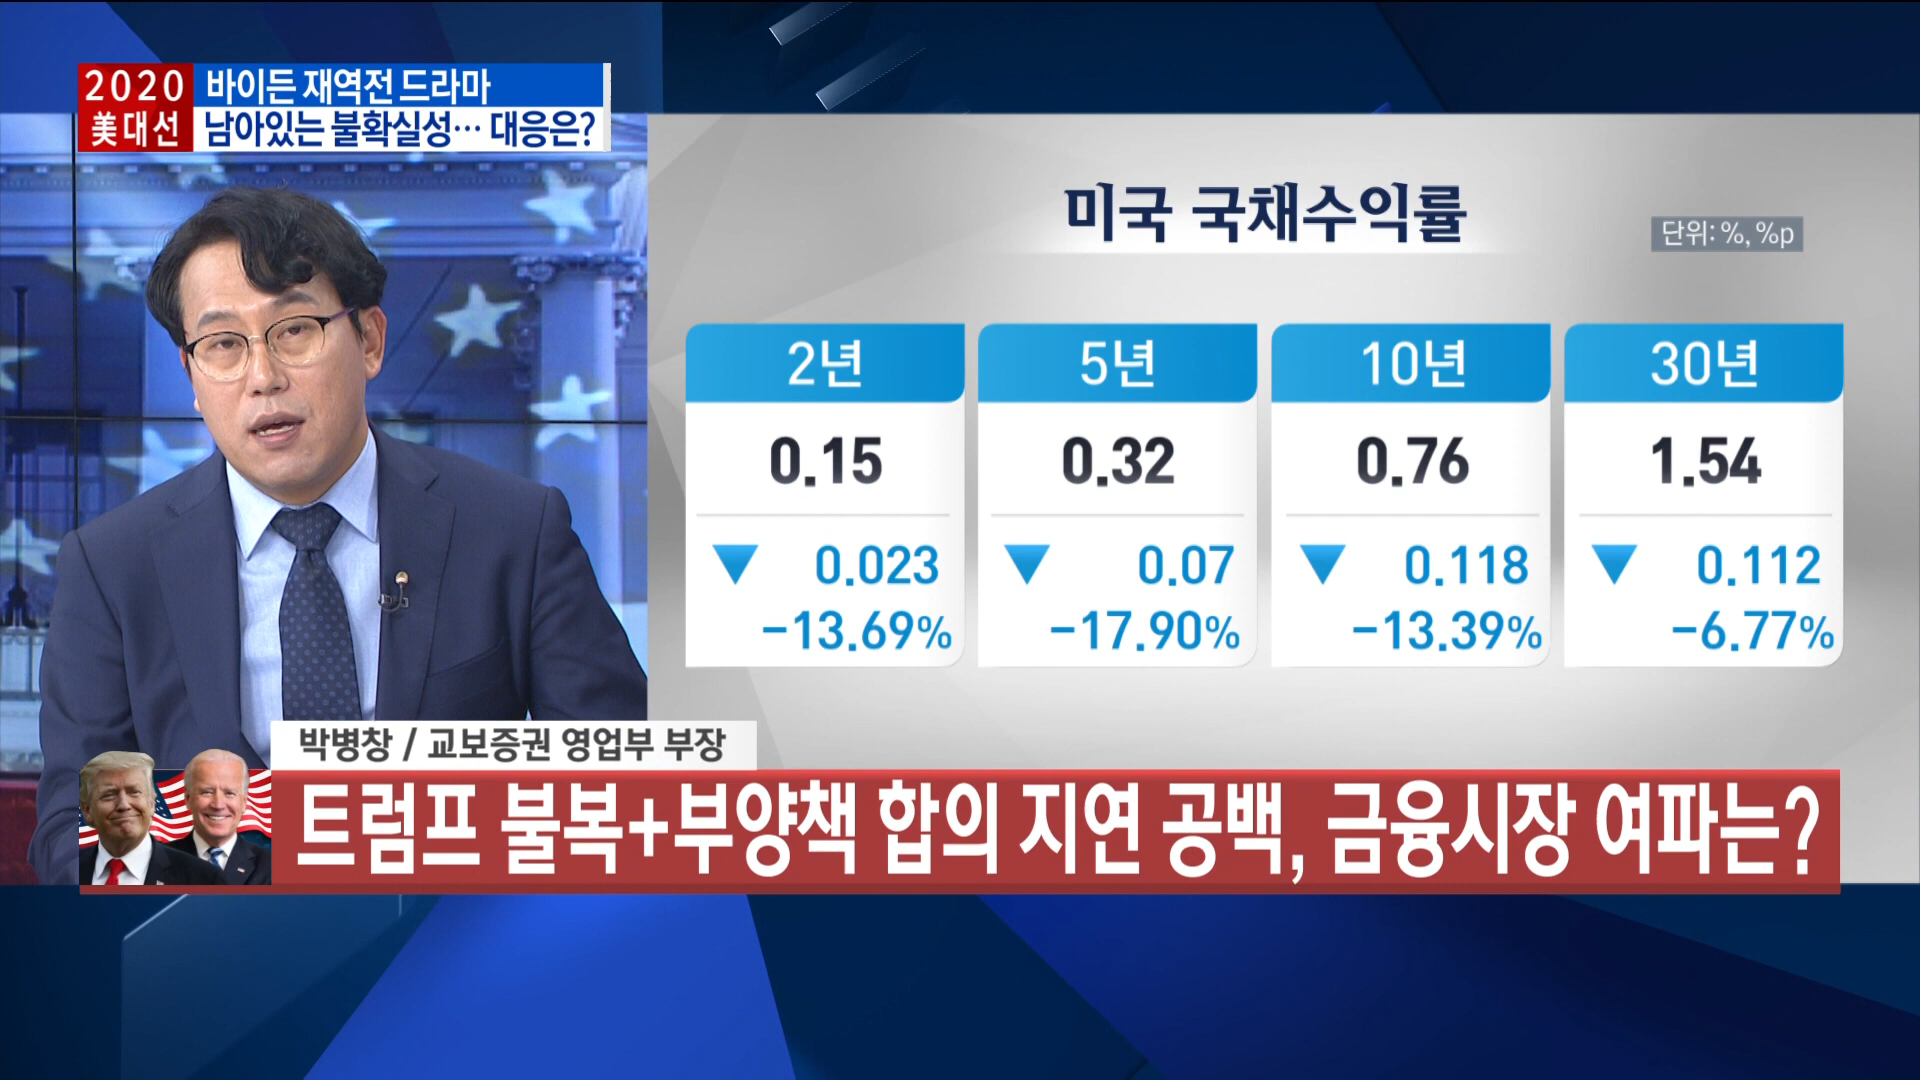 2020
美대선
바이든 재역전 드라마
남아있는 불확실성… 대응은?
미국 국채수익률
단위: %, %p
2년 5년 10년 30년
0.15 0.32 0.76 1.54
▼ 0.023 ▼ 0.07 ▼ 0.118 ▼ 0.112
-13.69% -17.90% -13.39% -6.77%
박병창 / 교보증권 영업부 부장
트럼프 불복+부양책 합의 지연 공백, 금융시장 여파는?